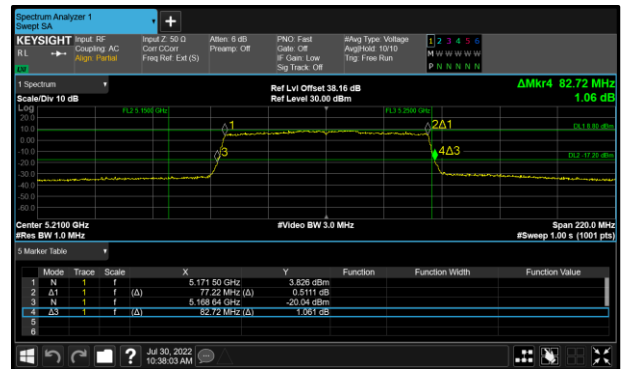 Spectrum Analyzer 1
Swept SA
KEYSIGHT Input: RF Input Z: 50 Ω Atten: 6 dB PNO: Fast #Avg Type: Voltage 1 2 3 4 5 6
RL Coupling: AC Corr CCorr Preamp: Off Gate: Off Avg|Hold: 10/10 M W W W W W
Align: Partial Freq Ref: Ext (S) IF Gain: Low Trig: Free Run
Sig Track: Off P N N N N N
1 Spectrum Ref Lvl Offset 38.16 dB ΔMkr4 82.72 MHz
Scale/Div 10 dB Ref Level 30.00 dBm 1.06 dB
Log FL2 5.1500 GHz FL3 5.2500 GHz
20.0
10.0 1 2Δ1 DL1 8.80 dBm
0.00
-10.0 3 4Δ3 DL2 -17.20 dBm
-20.0
-30.0
-40.0
-50.0
-60.0
Center 5.2100 GHz #Video BW 3.0 MHz Span 220.0 MHz
#Res BW 1.0 MHz #Sweep 1.00 s (1001 pts)
5 Marker Table
Mode Trace Scale X Y Function Function Width Function Value
1 N 1 f 5.171 50 GHz 3.826 dBm
2 Δ1 1 f (Δ) 77.22 MHz (Δ) 0.5111 dB
3 N 1 f 5.168 64 GHz -20.04 dBm
4 Δ3 1 f (Δ) 82.72 MHz (Δ) 1.061 dB
5
6
? Jul 30, 2022
10:38:03 AM